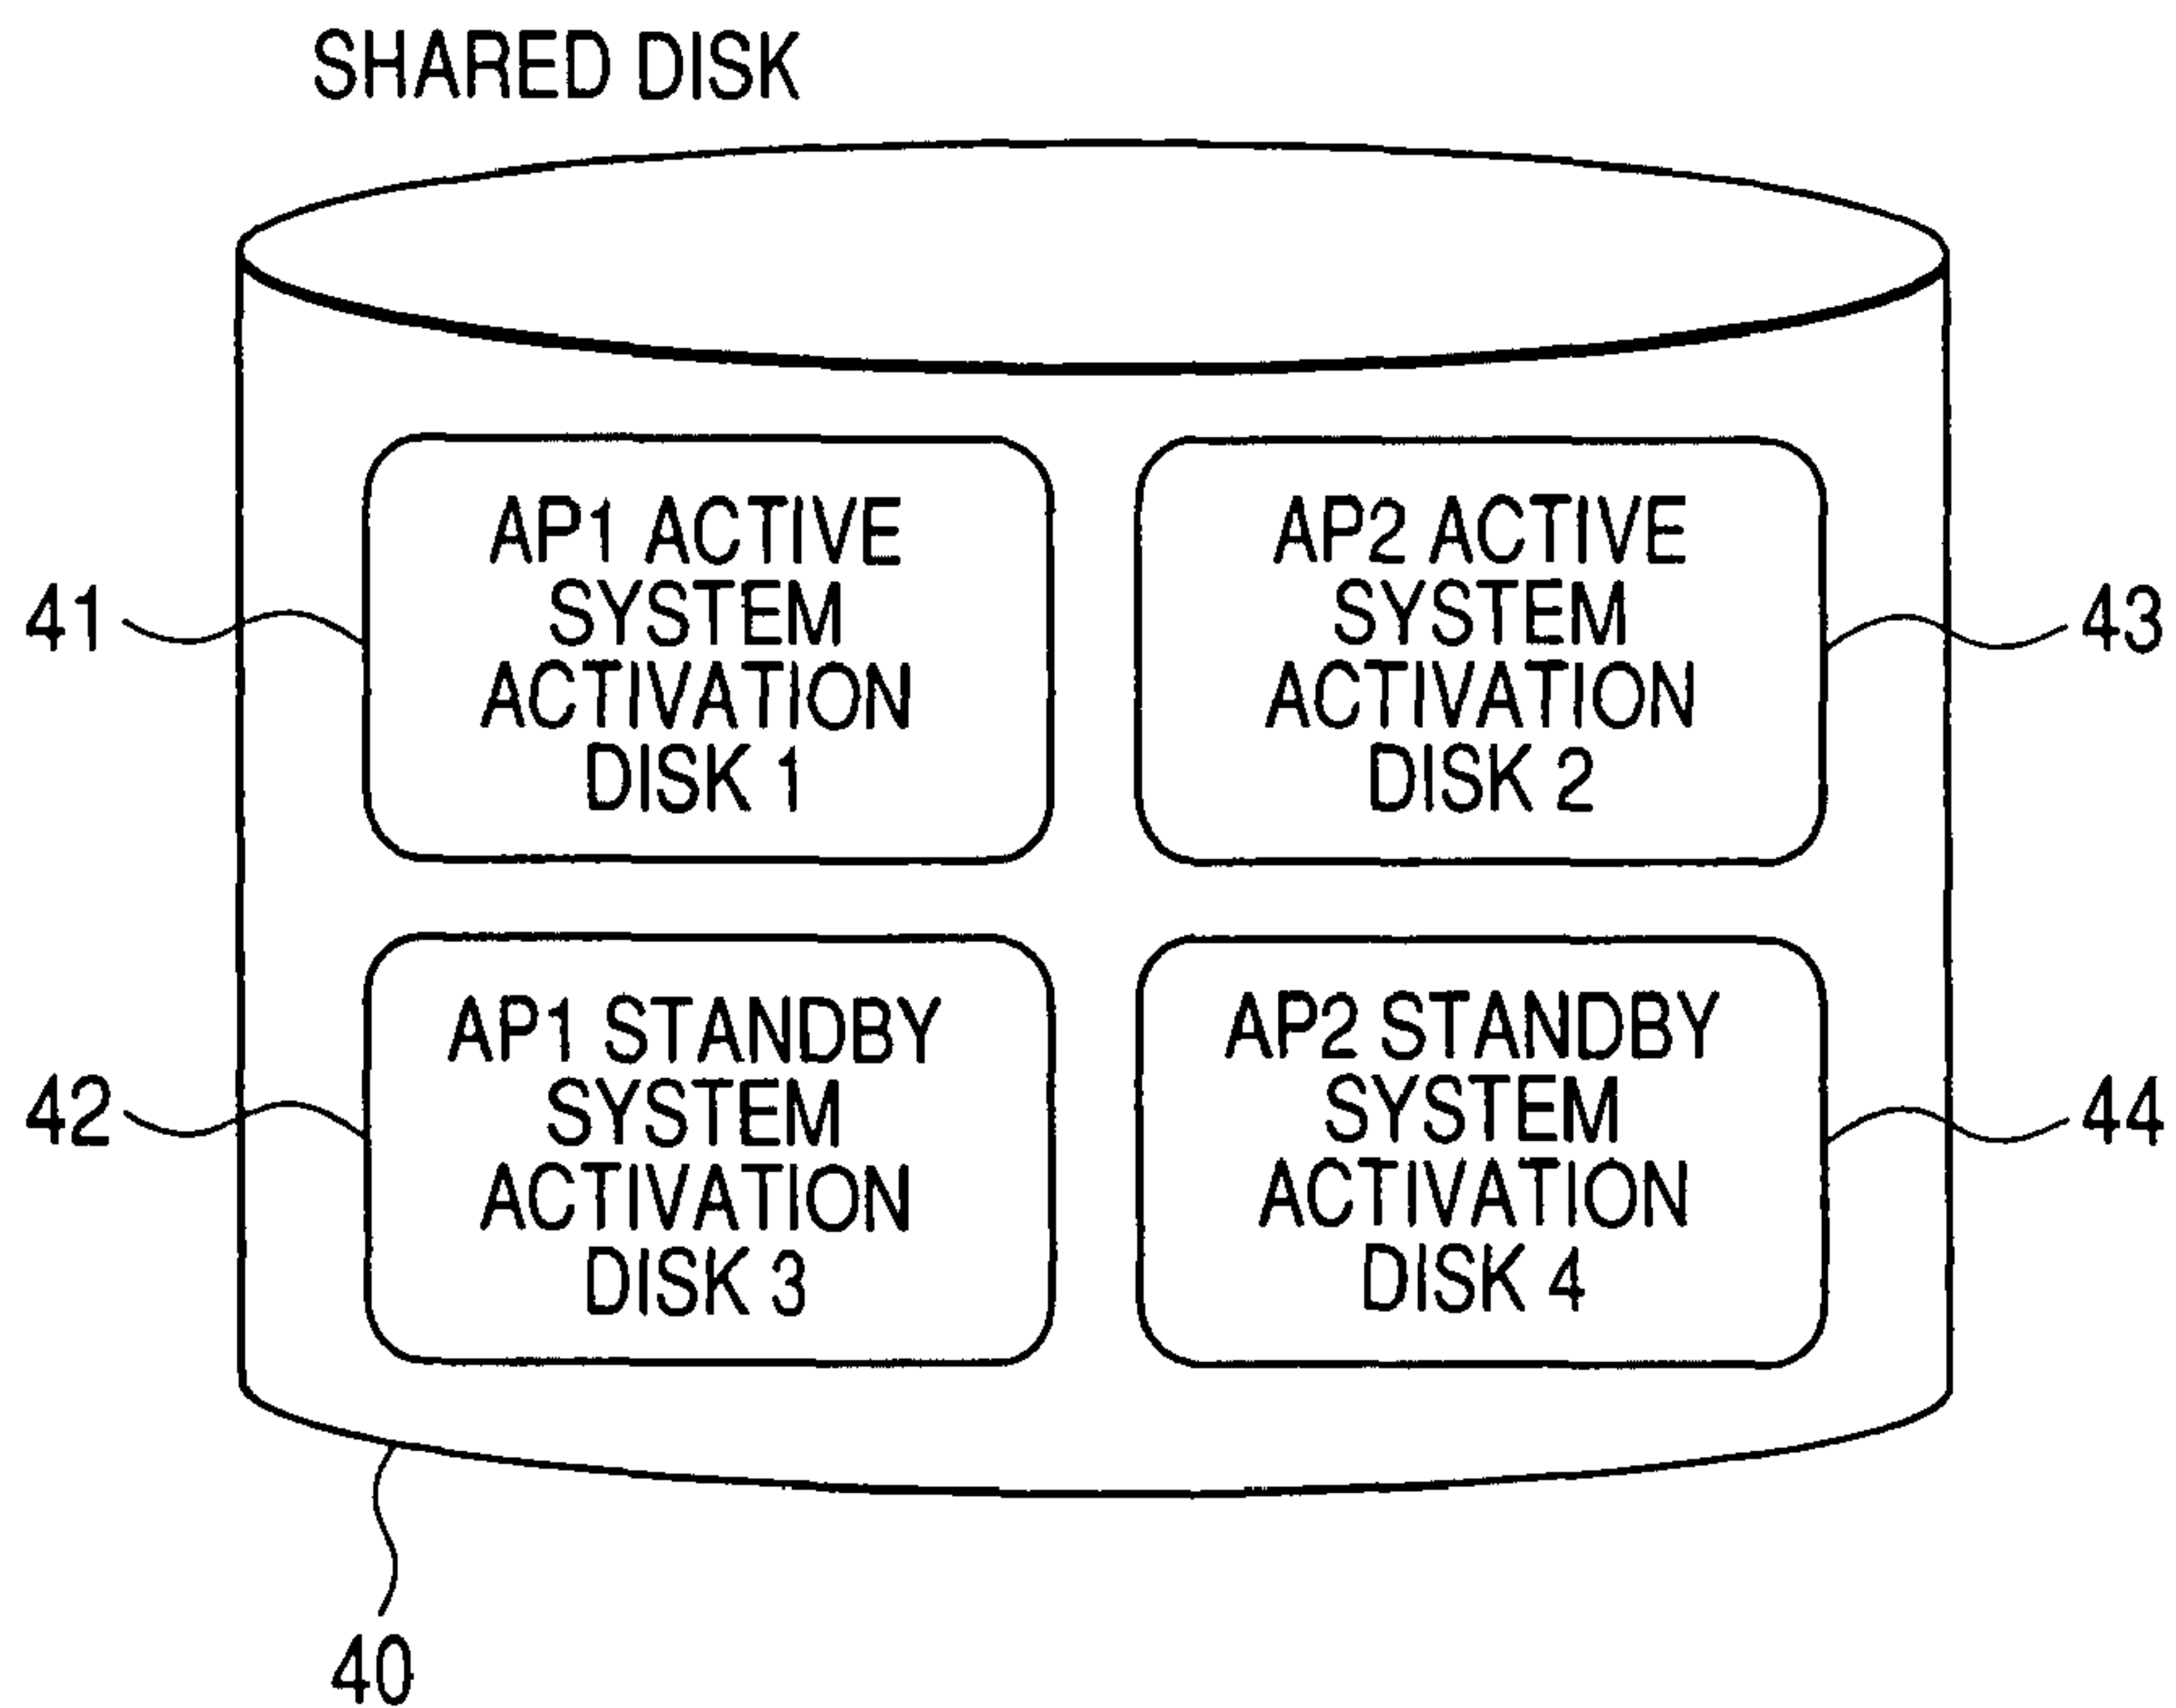 SHARED DISK
AP1 ACTIVE
SYSTEM
ACTIVATION
DISK 1
AP2 ACTIVE
SYSTEM
ACTIVATION
DISK 2
41
43
AP1 STANDBY
SYSTEM
ACTIVATION
DISK 3
AP2 STANDBY
SYSTEM
ACTIVATION
DISK 4
42
44
40